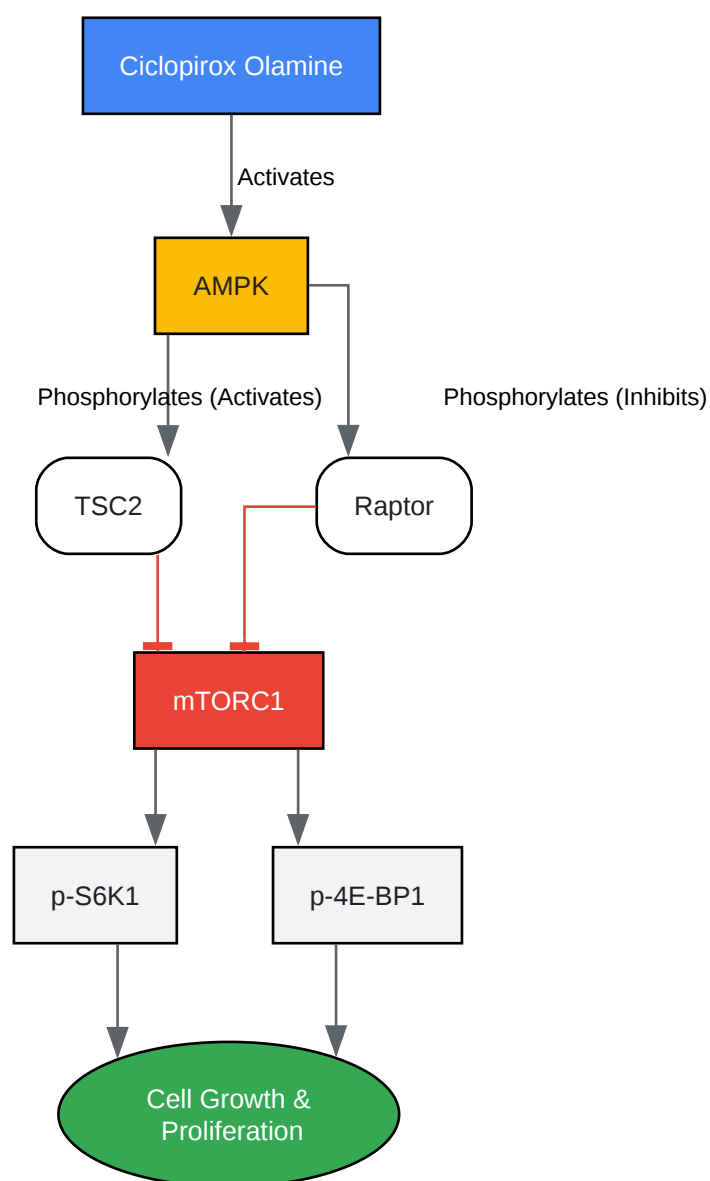 Ciclopirox Olamine
Activates
AMPK
Phosphorylates (Activates)
Phosphorylates (Inhibits)
TSC2
Raptor
mTORC1
p-S6K1
p-4E-BP1
Cell Growth &
Proliferation